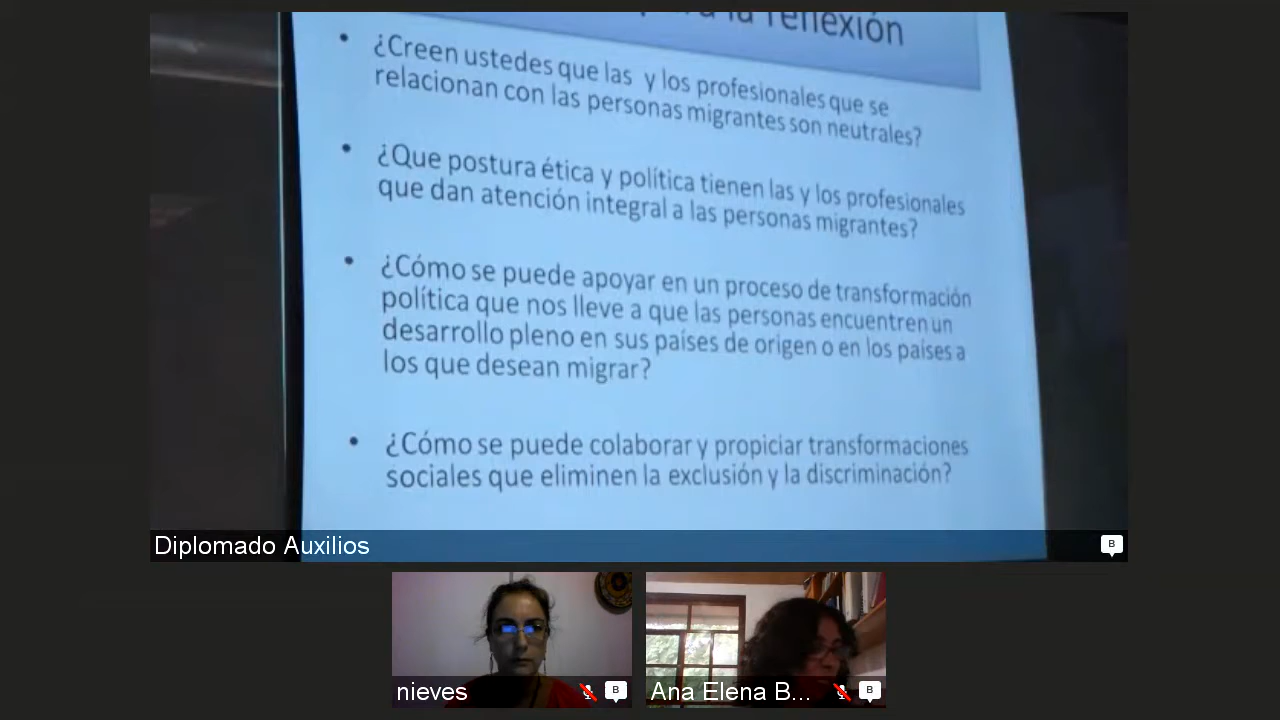 la reflexión
¿Creen ustedes que las y los profesionales que se
relacionan con las personas migrantes son neutrales?
¿Que postura ética y política tienen las y los profesionales
que dan atención integral a las personas migrantes?
¿Cómo se puede apoyar en un proceso de transformación
política que nos lleve a que las personas encuentren un
desarrollo pleno en sus países de origen o en los países a
los que desean migrar?
¿Cómo se puede colaborar y propiciar transformaciones
sociales que eliminen la exclusión y la discriminación?
Diplomado Auxilios
B
nieves
B
Ana Elena B...
B